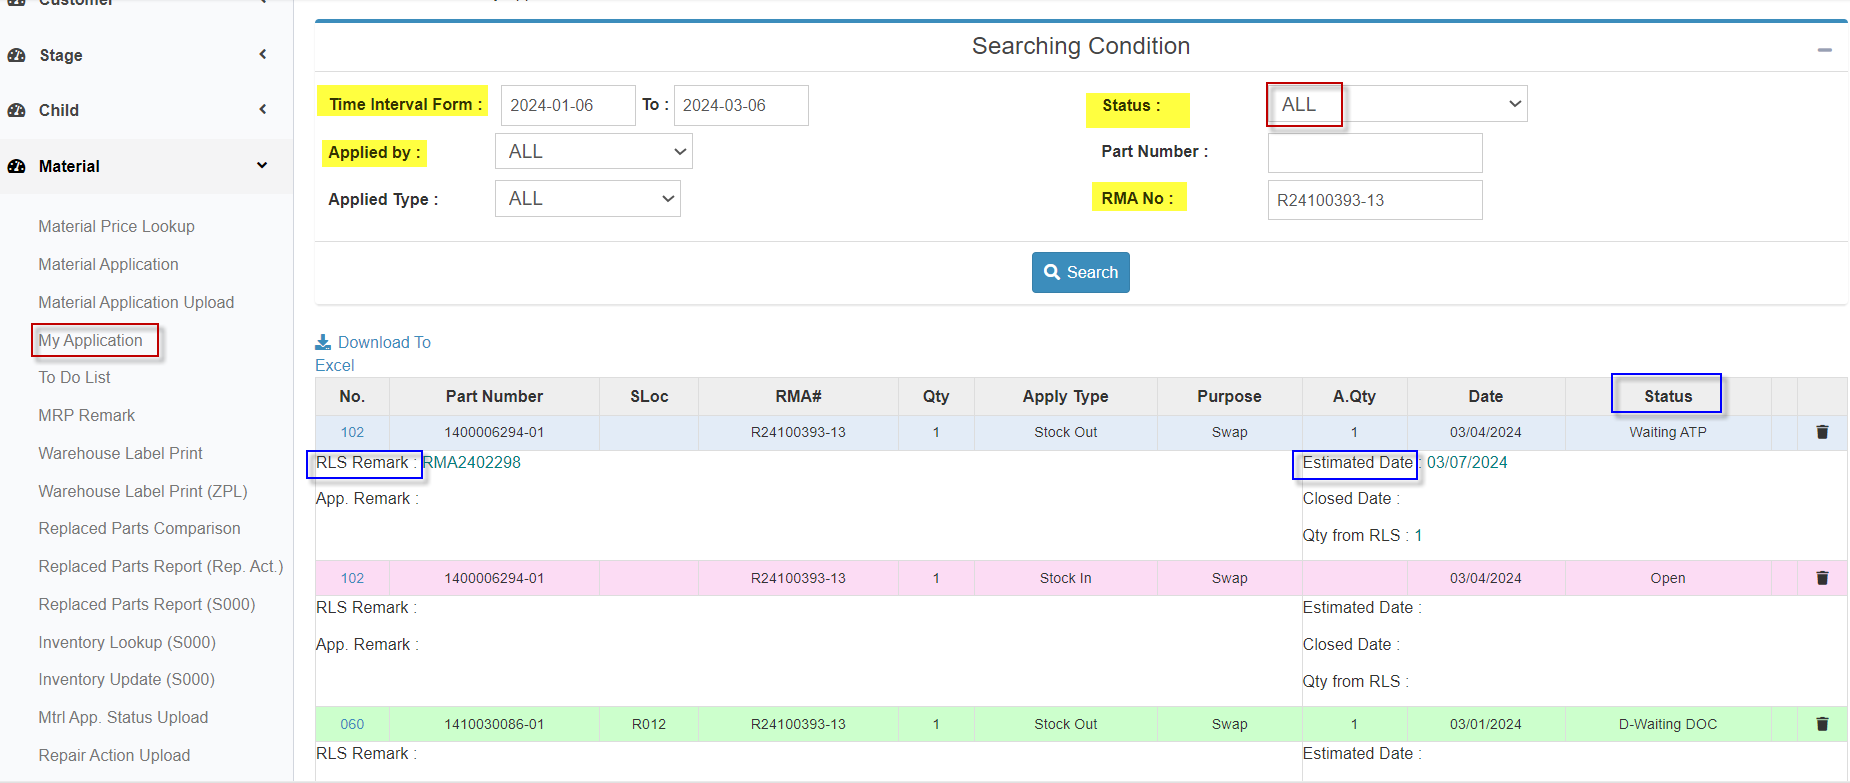 Customer
Stage
Child
Material
Material Price Lookup
Material Application
Material Application Upload
My Application
To Do List
MRP Remark
Warehouse Label Print
Warehouse Label Print (ZPL)
Replaced Parts Comparison
Replaced Parts Report (Rep. Act.)
Replaced Parts Report (S000)
Inventory Lookup (S000)
Inventory Update (S000)
Mtrl App. Status Upload
Repair Action Upload
Searching Condition
Time Interval Form : 2024-01-06 To : 2024-03-06 Status : ALL
Applied by : ALL Part Number :
Applied Type : ALL RMA No : R24100393-13
Search
Download To
Excel
No. Part Number SLoc RMA# Qty Apply Type Purpose A.Qty Date Status
102 1400006294-01 R24100393-13 1 Stock Out Swap 1 03/04/2024 Waiting ATP
RLS Remark : RMA2402298 Estimated Date : 03/07/2024
App. Remark : Closed Date :
Qty from RLS : 1
102 1400006294-01 R24100393-13 1 Stock In Swap 03/04/2024 Open
RLS Remark : Estimated Date :
App. Remark : Closed Date :
Qty from RLS :
060 1410030086-01 R012 R24100393-13 1 Stock Out Swap 1 03/01/2024 D-Waiting DOC
RLS Remark : Estimated Date :